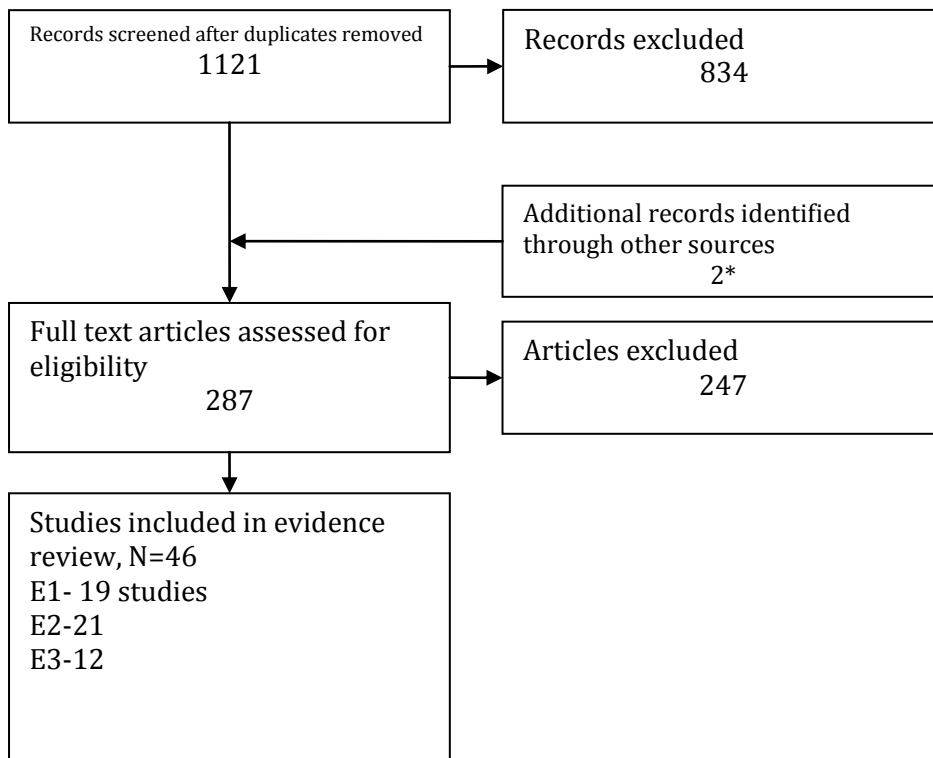 Records screened after duplicates removed
1121
Records excluded
834
Additional records identified
through other sources
2*
Full text articles assessed for
eligibility
287
Articles excluded
247
Studies included in evidence
review, N=46
E1- 19 studies
E2-21
E3-12